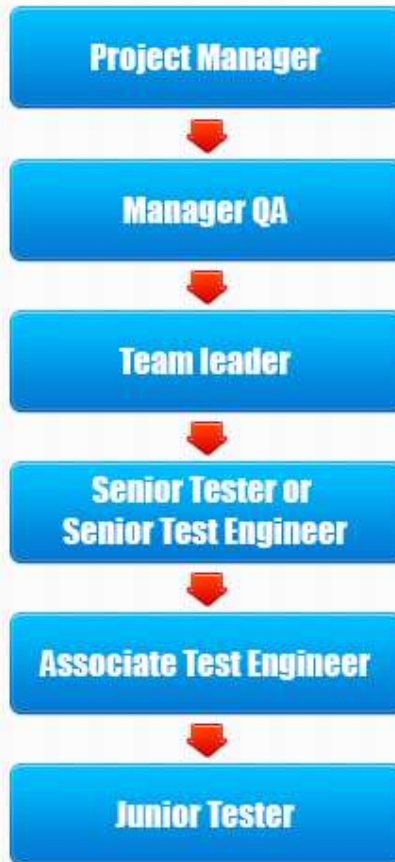 Project Manager
Manager QA
Team leader
Senior Tester or
Senior Test Engineer
Associate Test Engineer
Junior Tester